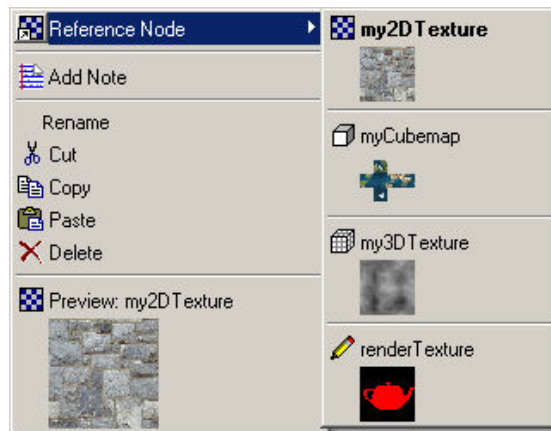 Reference Node
Add Note
Rename
Cut
Copy
Paste
Delete
Preview: my2DTexture
my2DTexture
myCubemap
my3DTexture
renderTexture